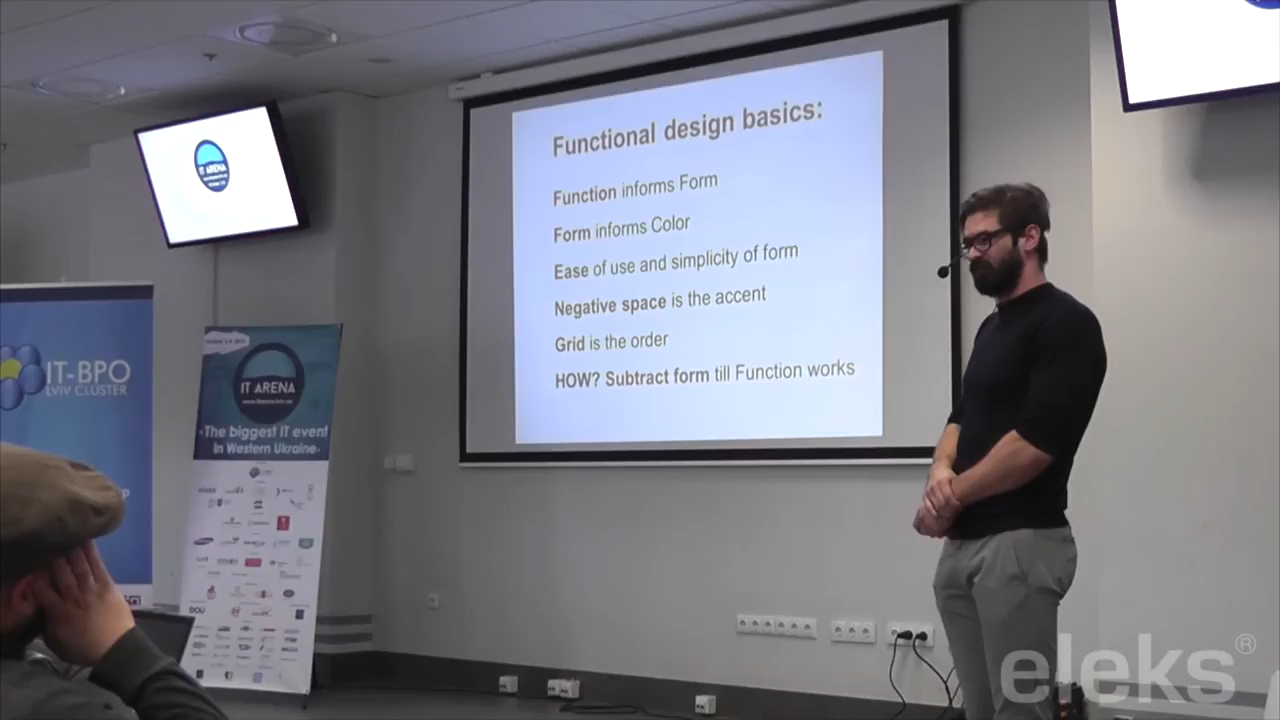 Functional design basics:
Function informs Form
Form informs Color
Ease of use and simplicity of form
Negative space is the accent
Grid is the order
HOW? Subtract form till Function works
IT ARENA
IT-BPO
LVIV CLUSTER
IT ARENA
-The biggest IT event
in Western Ukraine-
DOU
eleks®